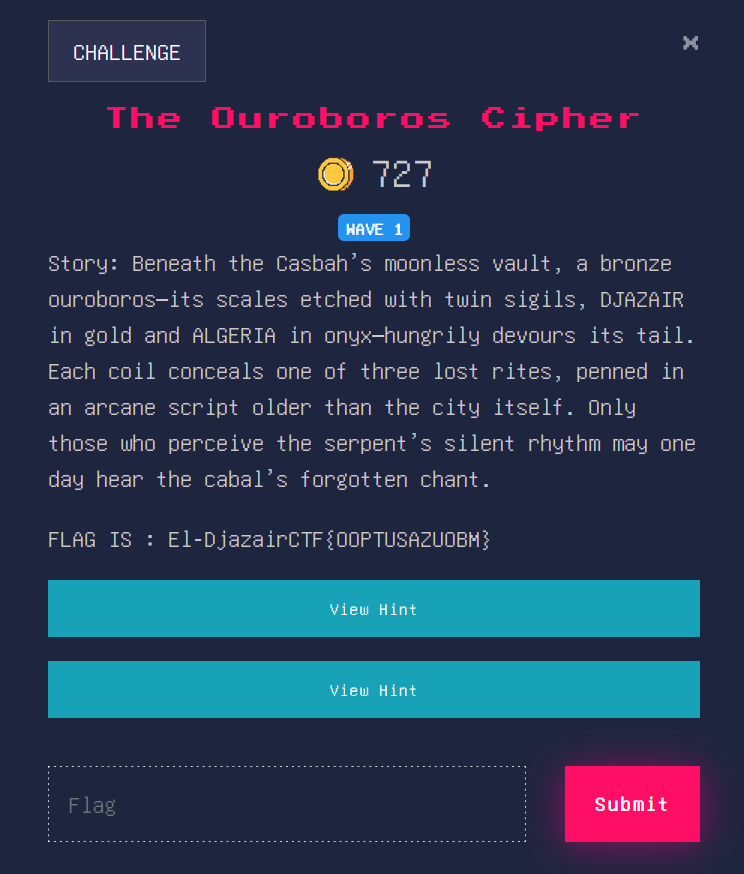 CHALLENGE
×
The Ouroboros Cipher
727
WAVE 1
Story: Beneath the Casbah’s moonless vault, a bronze
ouroboros—its scales etched with twin sigils, DJAZAIR
in gold and ALGERIA in onyx—hungrily devours its tail.
Each coil conceals one of three lost rites, penned in
an arcane script older than the city itself. Only
those who perceive the serpent’s silent rhythm may one
day hear the cabal’s forgotten chant.
FLAG IS : El-DjazairCTF{OOPTUSAZUOBM}
View Hint
View Hint
Flag
Submit